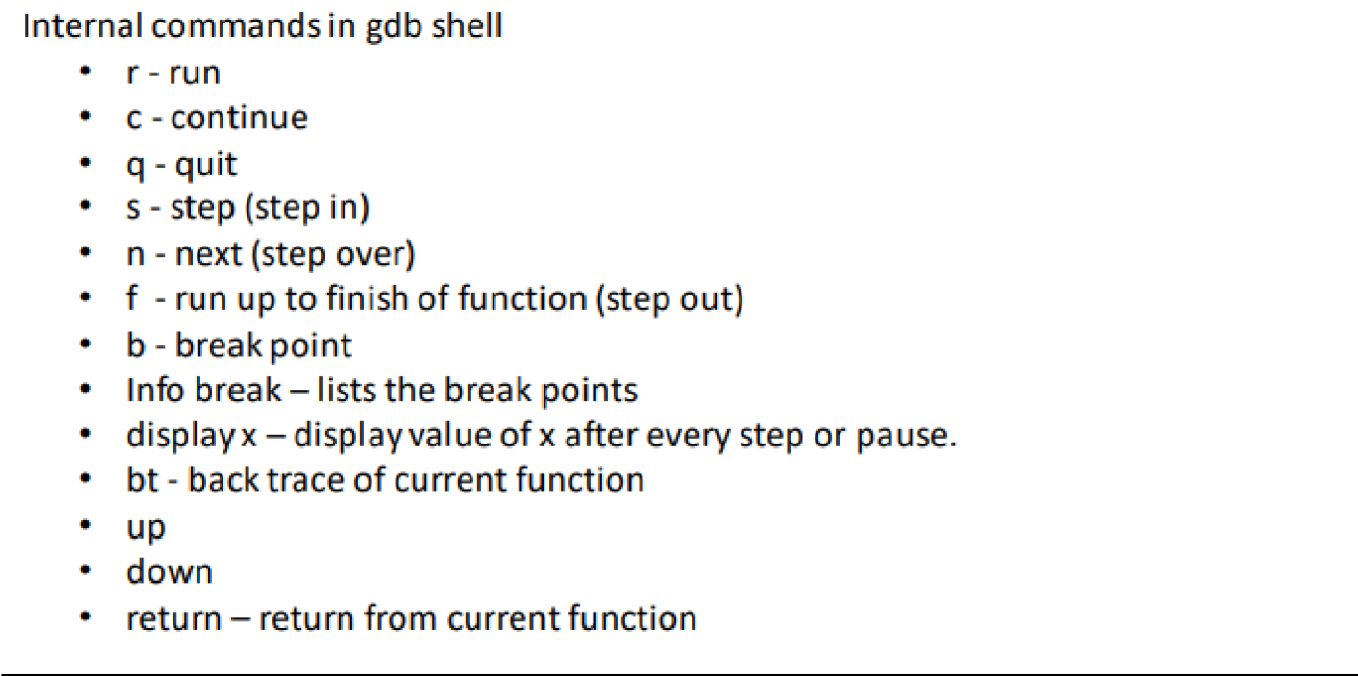 Internal commands in gdb shell
• r - run
• c - continue
• q - quit
• s - step (step in)
• n - next (step over)
• f - run up to finish of function (step out)
• b - break point
• Info break – lists the break points
• display x – display value of x after every step or pause.
• bt - back trace of current function
• up
• down
• return – return from current function